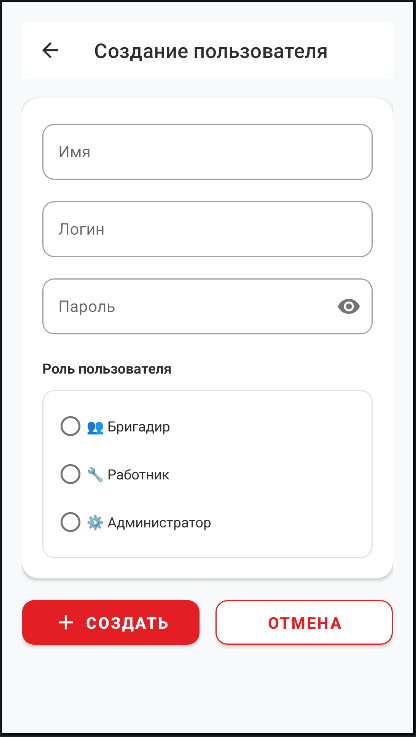 Создание пользователя
Имя
Логин
Пароль
Роль пользователя
👥 Бригадир
🔧 Работник
⚙️ Администратор
+ СОЗДАТЬ
ОТМЕНА